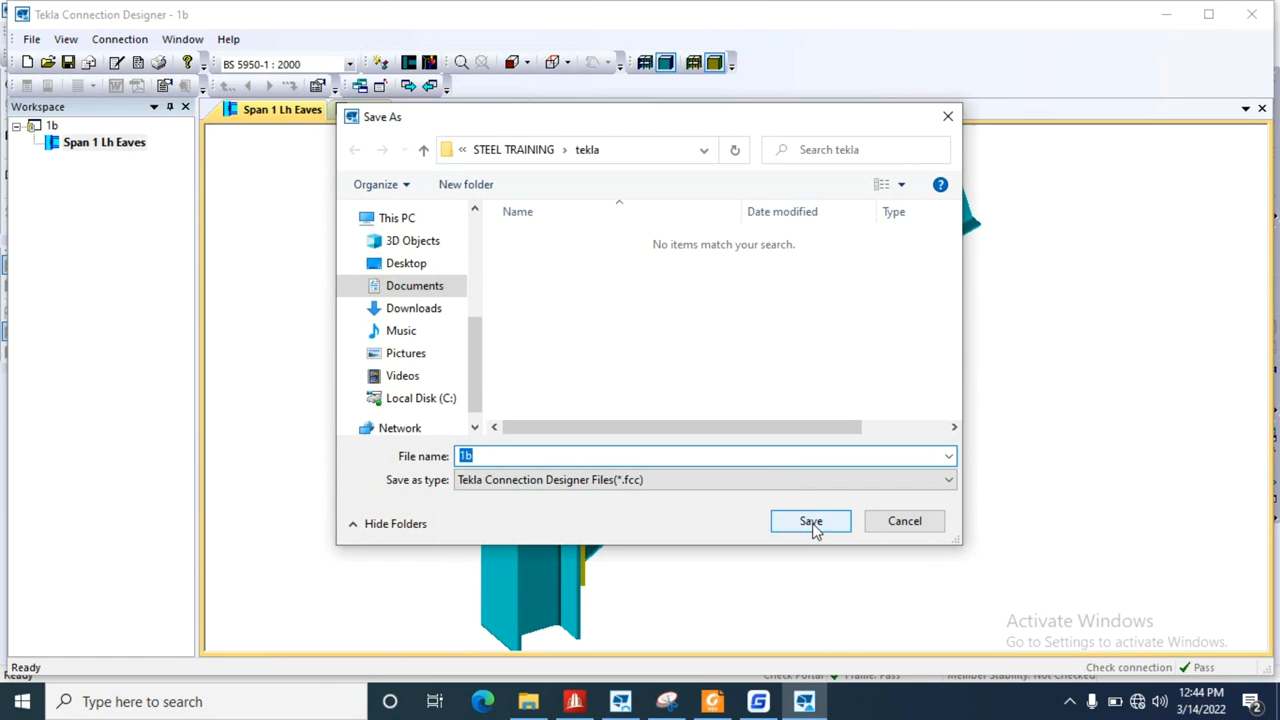 Tekla Connection Designer - 1b
File View Connection Window Help
BS 5950-1 : 2000
Workspace
Span 1 Lh Eaves
1b
Span 1 Lh Eaves
Save As
« STEEL TRAINING › tekla
Search tekla
Organize
New folder
This PC
3D Objects
Desktop
Documents
Downloads
Music
Pictures
Videos
Local Disk (C:)
Network
Name Date modified Type
No items match your search.
File name: 1b
Save as type: Tekla Connection Designer Files(*.fcc)
Hide Folders
Save
Cancel
Activate Windows
Go to Settings to activate Windows.
Ready
Check connection Pass
Type here to search
12:44 PM
3/14/2022
2